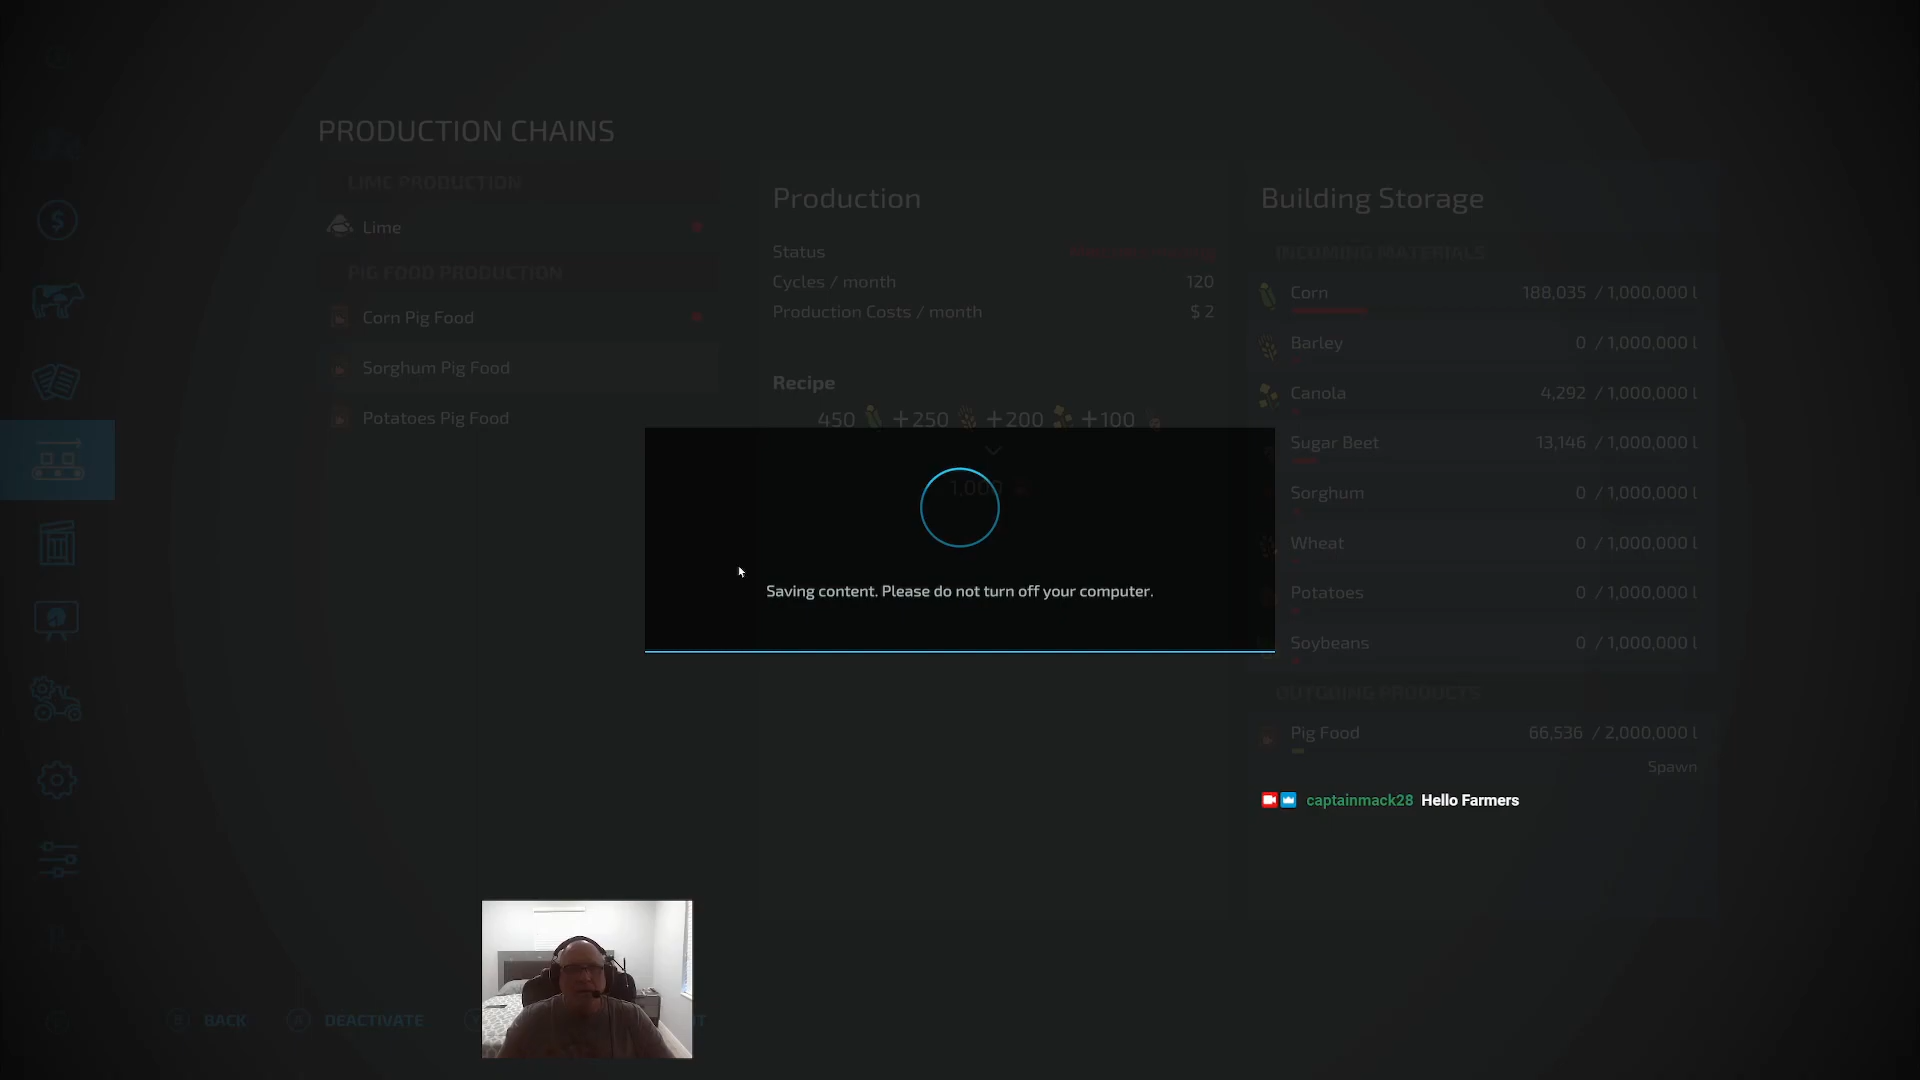 PRODUCTION CHAINS
LIME PRODUCTION
Lime
PIG FOOD PRODUCTION
Corn Pig Food
Sorghum Pig Food
Potatoes Pig Food
Production
Status
Cycles / month 120
Production Costs / month $ 2
Recipe
450 +250 +200 +100
1,000
Saving content. Please do not turn off your computer.
Building Storage
INCOMING MATERIALS
Corn 188,035 / 1,000,000 l
Barley 0 / 1,000,000 l
Canola 4,292 / 1,000,000 l
Sugar Beet 13,146 / 1,000,000 l
Sorghum 0 / 1,000,000 l
Wheat 0 / 1,000,000 l
Potatoes 0 / 1,000,000 l
Soybeans 0 / 1,000,000 l
OUTGOING PRODUCTS
Pig Food 66,536 / 2,000,000 l
Spawn
captainmack28 Hello Farmers
B BACK A DEACTIVATE